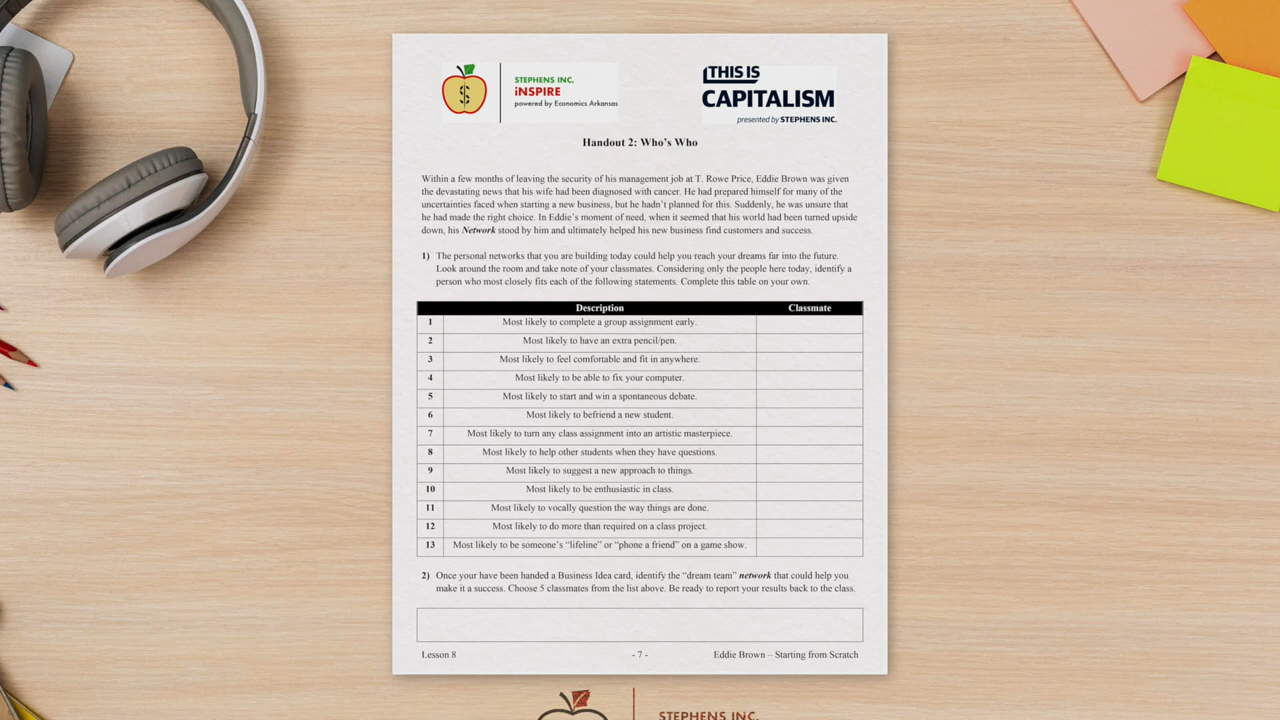 STEPHENS INC.
iNSPIRE
powered by Economics Arkansas
THIS IS
CAPITALISM
presented by STEPHENS INC.
Handout 2: Who's Who
Within a few months of leaving the security of his management job at T. Rowe Price, Eddie Brown was given
the devastating news that his wife had been diagnosed with cancer. He had prepared himself for many of the
uncertainties faced when starting a new business, but he hadn't planned for this. Suddenly, he was unsure that
he had made the right choice. In Eddie's moment of need, when it seemed that his world had been turned upside
down, his Network stood by him and ultimately helped his new business find customers and success.
1) The personal networks that you are building today could help you reach your dreams far into the future.
Look around the room and take note of your classmates. Considering only the people here today, identify a
person who most closely fits each of the following statements. Complete this table on your own.
Description Classmate
1 Most likely to complete a group assignment early.
2 Most likely to have an extra pencil/pen.
3 Most likely to feel comfortable and fit in anywhere.
4 Most likely to be able to fix your computer.
5 Most likely to start and win a spontaneous debate.
6 Most likely to befriend a new student.
7 Most likely to turn any class assignment into an artistic masterpiece.
8 Most likely to help other students when they have questions.
9 Most likely to suggest a new approach to things.
10 Most likely to be enthusiastic in class.
11 Most likely to vocally question the way things are done.
12 Most likely to do more than required on a class project.
13 Most likely to be someone's "lifeline" or "phone a friend" on a game show.
2) Once your have been handed a Business Idea card, identify the "dream team" network that could help you
make it a success. Choose 5 classmates from the list above. Be ready to report your results back to the class.
Lesson 8 - 7 - Eddie Brown – Starting from Scratch
STEPHENS INC.